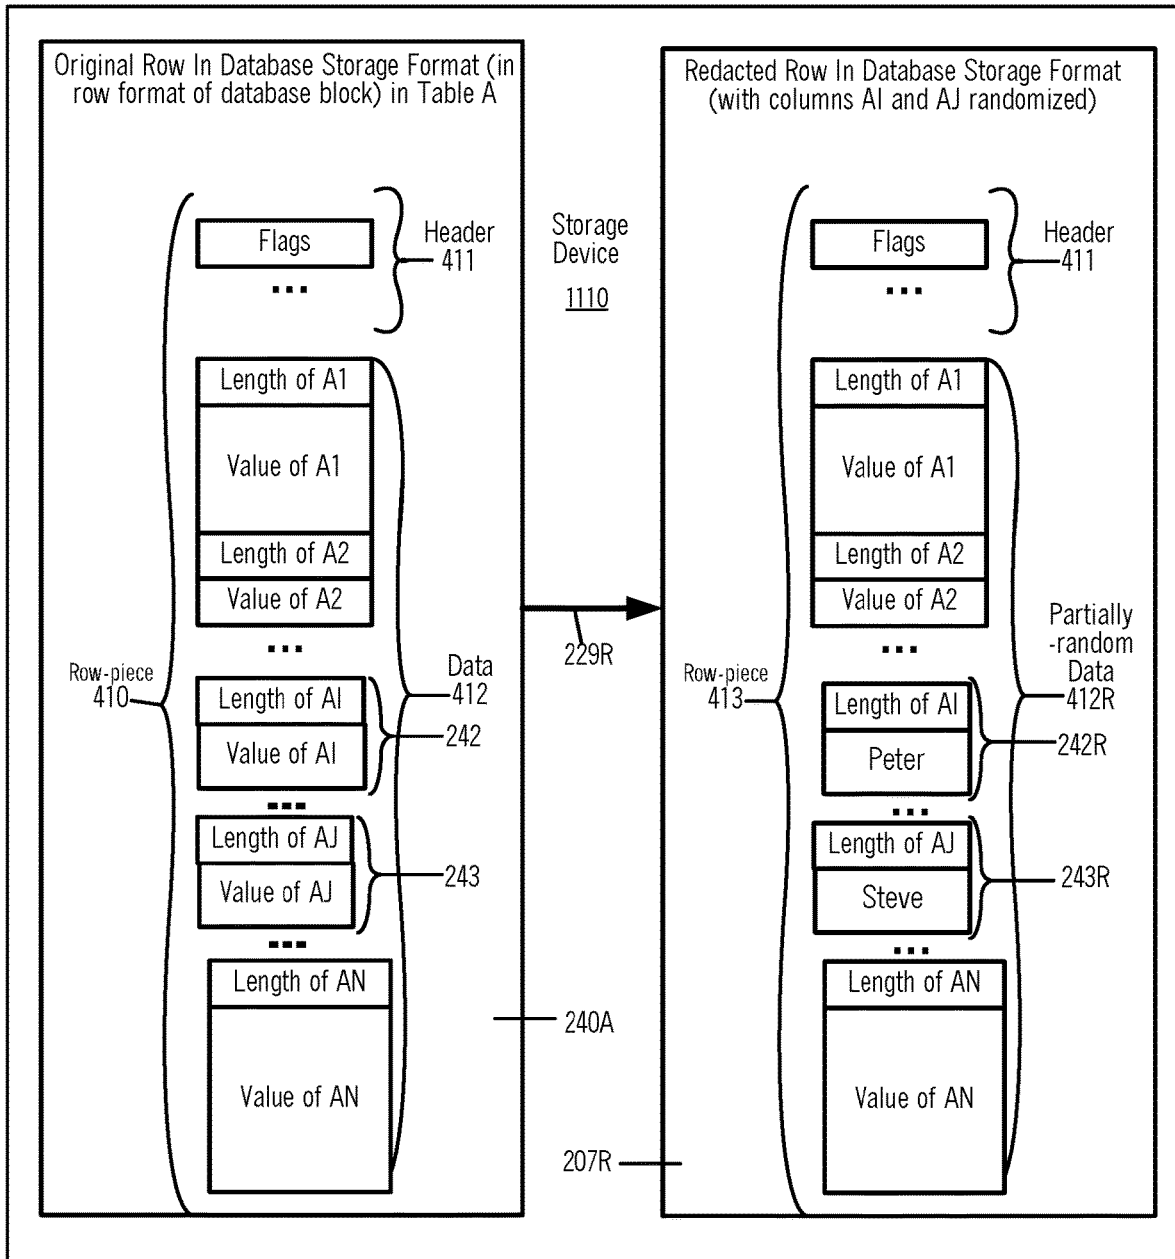 Original Row In Database Storage Format (in
row format of database block) in Table A
Flags
...
Header
411
Length of A1
Value of A1
Length of A2
Value of A2
...
Row-piece
410
Data
412
Length of AI
Value of AI
242
...
Length of AJ
Value of AJ
243
...
Length of AN
Value of AN
Storage
Device
1110
229R
240A
207R
Redacted Row In Database Storage Format
(with columns AI and AJ randomized)
Flags
...
Header
411
Length of A1
Value of A1
Length of A2
Value of A2
...
Row-piece
413
Partially
-random
Data
412R
Length of AI
Peter
242R
...
Length of AJ
Steve
243R
...
Length of AN
Value of AN